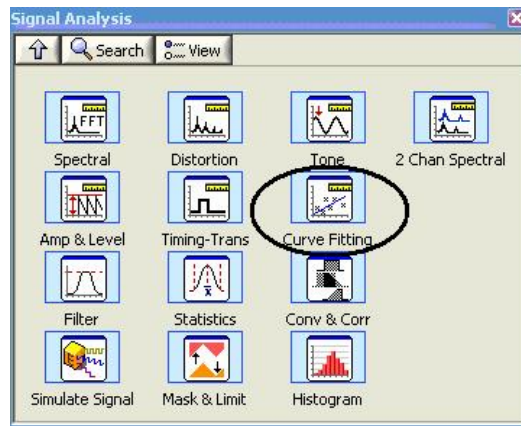 Signal Analysis
Search View
FFT
Spectral Distortion Tone 2 Chan Spectral
Amp & Level Timing-Trans Curve Fitting
x
Filter Statistics Conv & Corr
Simulate Signal Mask & Limit Histogram